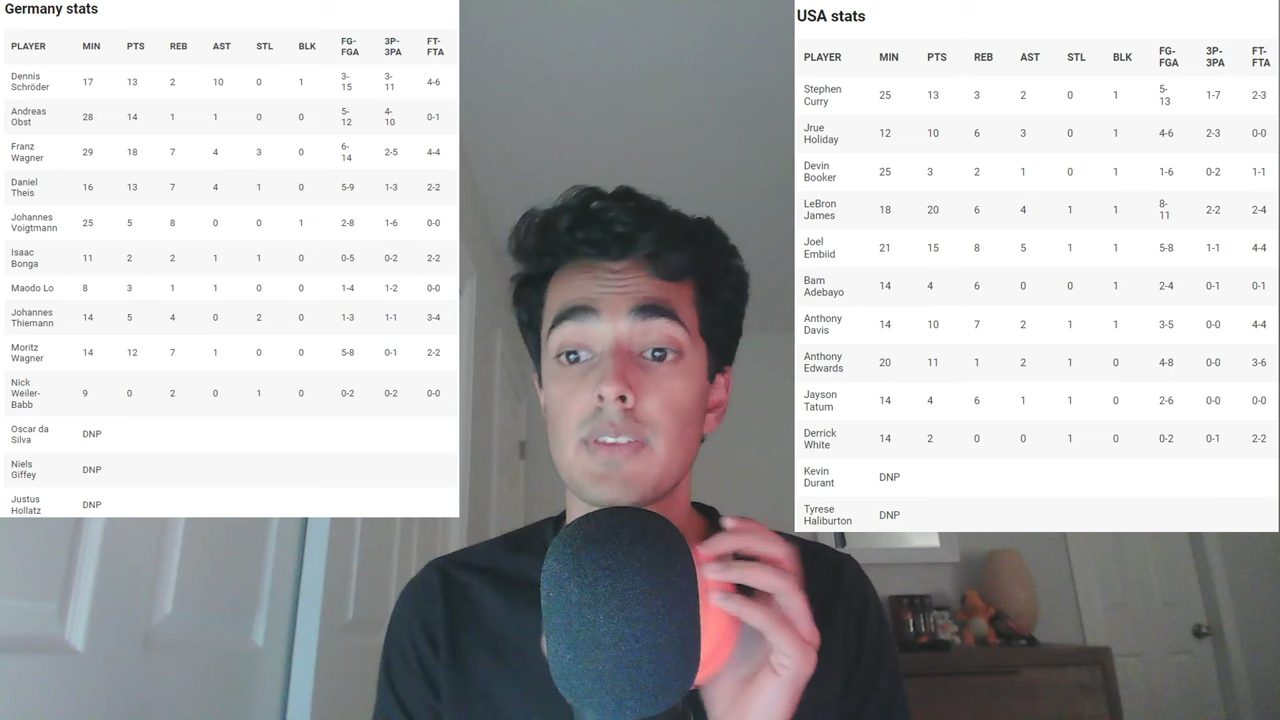 Germany stats
PLAYER MIN PTS REB AST STL BLK FG-FGA 3P-3PA FT-FTA
Dennis Schröder 17 13 2 10 0 1 3-15 3-11 4-6
Andreas Obst 28 14 1 1 0 0 5-12 4-10 0-1
Franz Wagner 29 18 7 4 3 0 6-14 2-5 4-4
Daniel Theis 16 13 7 4 1 0 5-9 1-3 2-2
Johannes Voigtmann 25 5 8 0 0 1 2-8 1-6 0-0
Isaac Bonga 11 2 2 1 1 0 0-5 0-2 2-2
Maodo Lo 8 3 1 1 0 0 1-4 1-2 0-0
Johannes Thiemann 14 5 4 0 2 0 1-3 1-1 3-4
Moritz Wagner 14 12 7 1 0 0 5-8 0-1 2-2
Nick Weiler-Babb 9 0 2 0 1 0 0-2 0-2 0-0
Oscar da Silva DNP
Niels Giffey DNP
Justus Hollatz DNP
USA stats
PLAYER MIN PTS REB AST STL BLK FG-FGA 3P-3PA FT-FTA
Stephen Curry 25 13 3 2 0 1 5-13 1-7 2-3
Jrue Holiday 12 10 6 3 0 1 4-6 2-3 0-0
Devin Booker 25 3 2 1 0 1 1-6 0-2 1-1
LeBron James 18 20 6 4 1 1 8-11 2-2 2-4
Joel Embiid 21 15 8 5 1 1 5-8 1-1 4-4
Bam Adebayo 14 4 6 0 0 1 2-4 0-1 0-1
Anthony Davis 14 10 7 2 1 1 3-5 0-0 4-4
Anthony Edwards 20 11 1 2 1 0 4-8 0-0 3-6
Jayson Tatum 14 4 6 1 1 0 2-6 0-0 0-0
Derrick White 14 2 0 0 1 0 0-2 0-1 2-2
Kevin Durant DNP
Tyrese Haliburton DNP